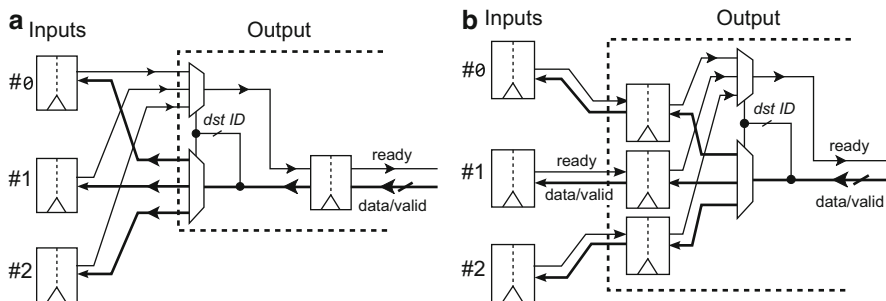 a
Inputs
Output
#0
#1
#2
dst ID
ready
data/valid
b
Inputs
Output
#0
#1
#2
ready
data/valid
dst ID
ready
data/valid